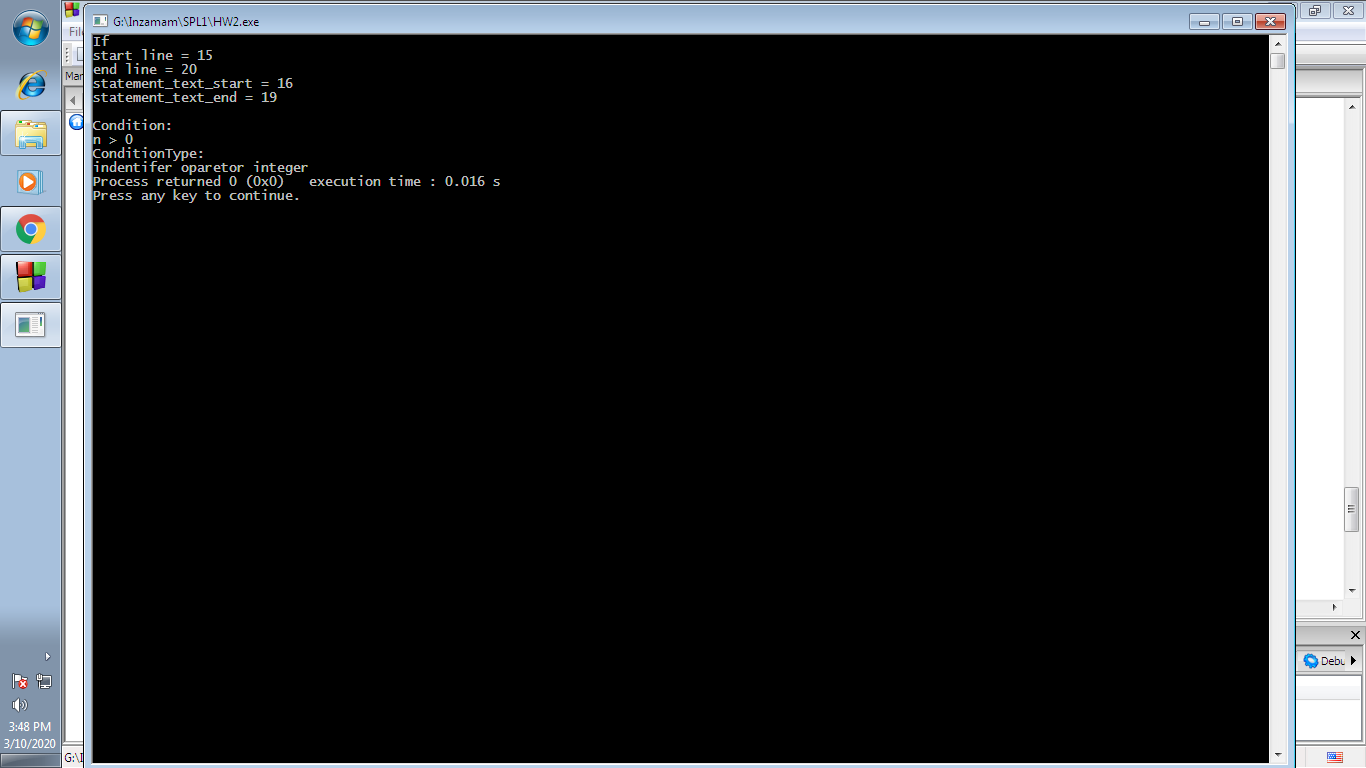 G:\Inzamam\SPL1\HW2.exe
If
start line = 15
end line = 20
statement_text_start = 16
statement_text_end = 19
Condition:
n > 0
ConditionType:
indentifer oparetor integer
Process returned 0 (0x0)   execution time : 0.016 s
Press any key to continue.
File
Mar
Debu
3:48 PM
3/10/2020
G:\I